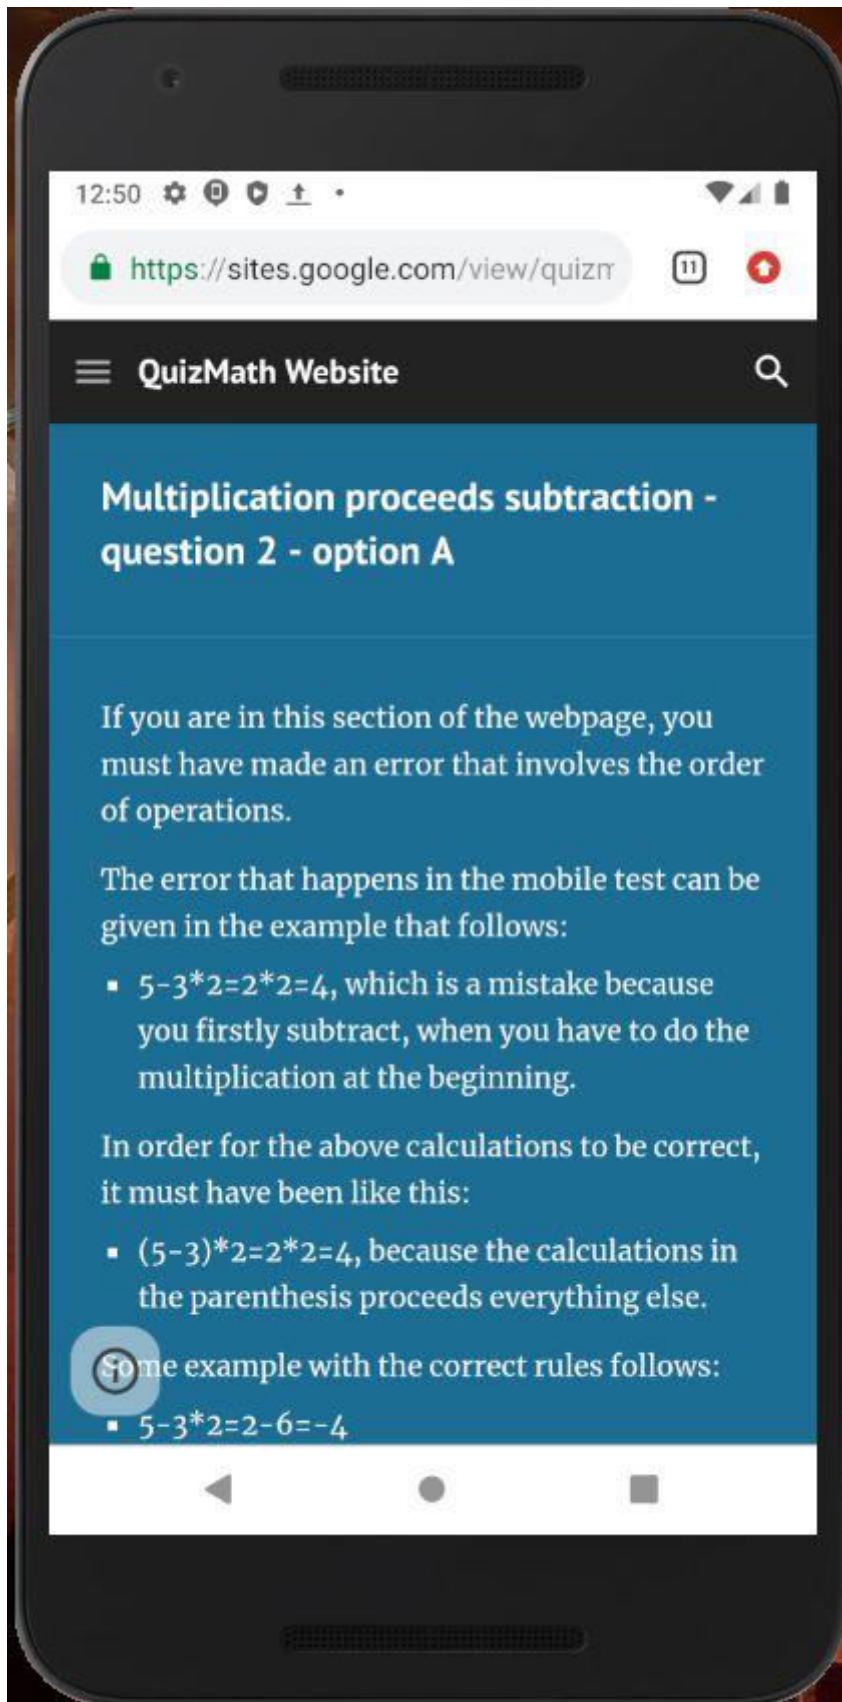 12:50
https://sites.google.com/view/quizm
11
QuizMath Website
Multiplication proceeds subtraction -
question 2 - option A
If you are in this section of the webpage, you
must have made an error that involves the order
of operations.
The error that happens in the mobile test can be
given in the example that follows:
▪ 5-3*2=2*2=4, which is a mistake because
you firstly subtract, when you have to do the
multiplication at the beginning.
In order for the above calculations to be correct,
it must have been like this:
▪ (5-3)*2=2*2=4, because the calculations in
the parenthesis proceeds everything else.
Some example with the correct rules follows:
▪ 5-3*2=2-6=-4